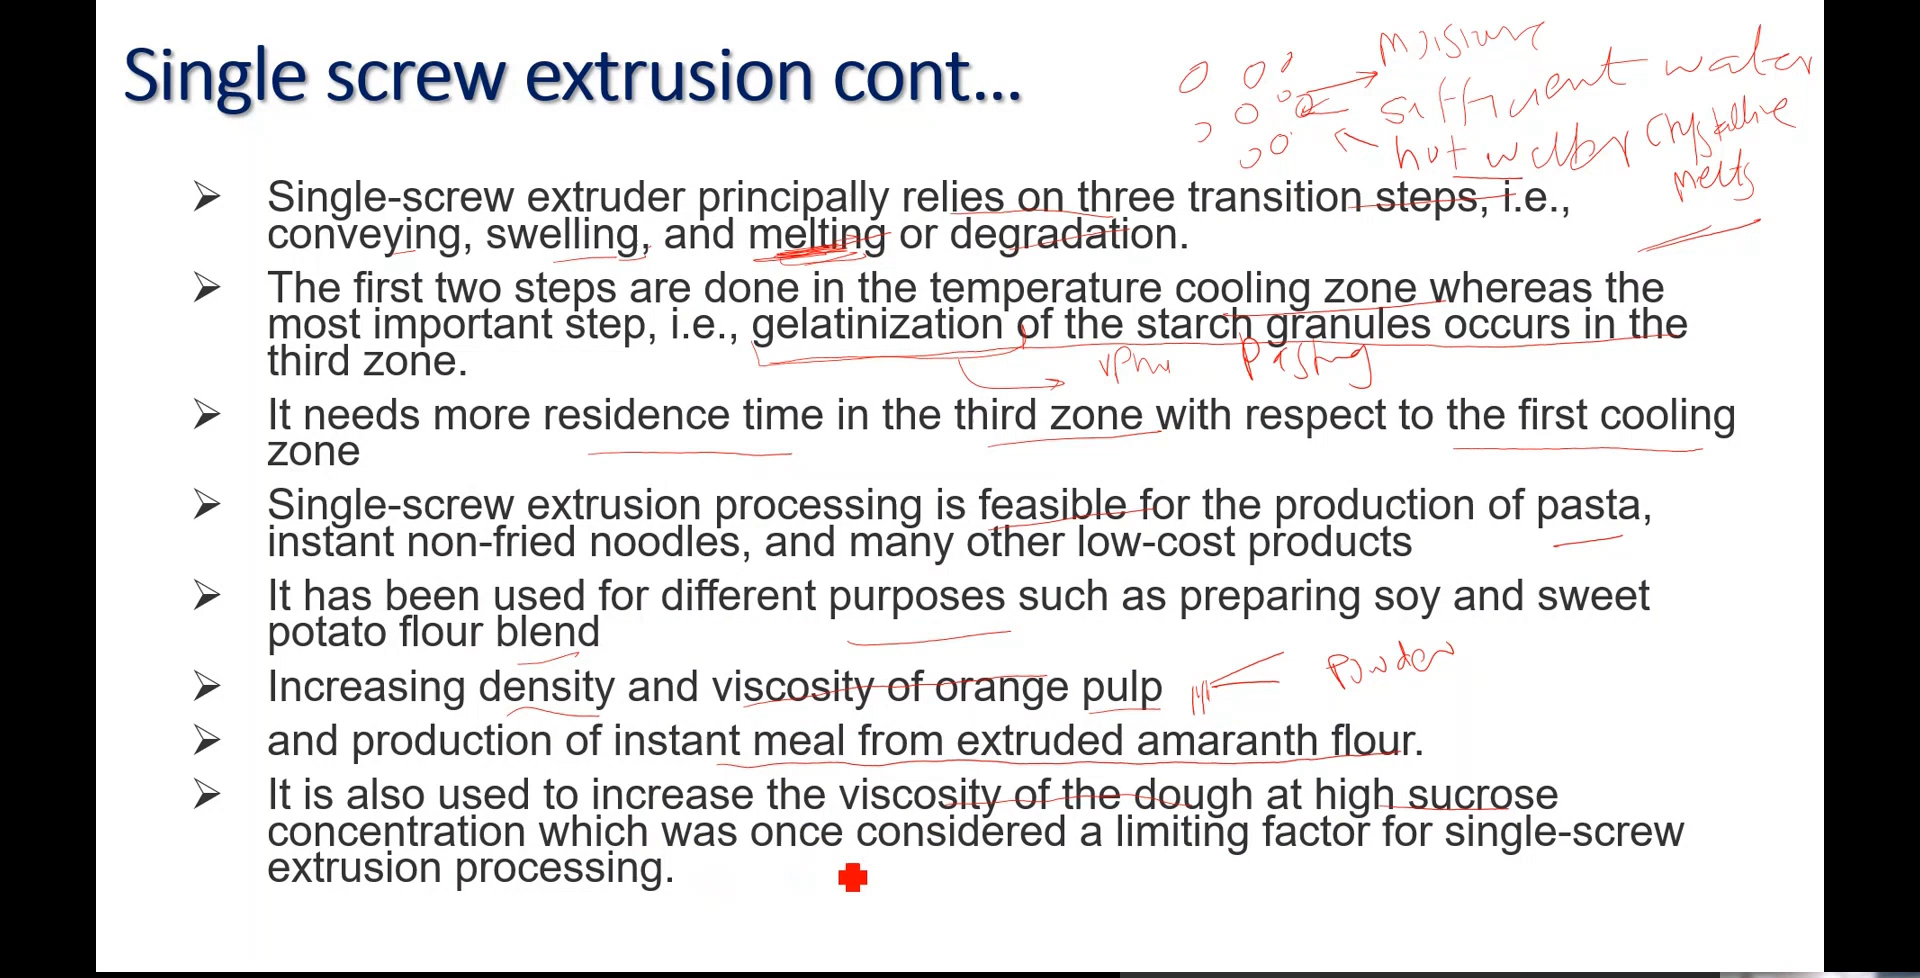 Single screw extrusion cont...
Moisture
sufficient water
hot water crystalline
melts
➢ Single-screw extruder principally relies on three transition steps, i.e.,
conveying, swelling, and melting or degradation.
➢ The first two steps are done in the temperature cooling zone whereas the
most important step, i.e., gelatinization of the starch granules occurs in the
third zone.
Pasting
➢ It needs more residence time in the third zone with respect to the first cooling
zone
➢ Single-screw extrusion processing is feasible for the production of pasta,
instant non-fried noodles, and many other low-cost products
➢ It has been used for different purposes such as preparing soy and sweet
potato flour blend
➢ Increasing density and viscosity of orange pulp
Powder
➢ and production of instant meal from extruded amaranth flour.
➢ It is also used to increase the viscosity of the dough at high sucrose
concentration which was once considered a limiting factor for single-screw
extrusion processing.